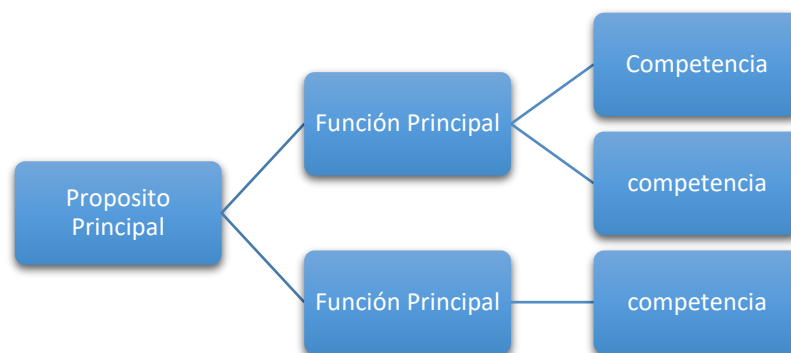 Proposito
Principal
Función Principal
Competencia
competencia
Función Principal
competencia